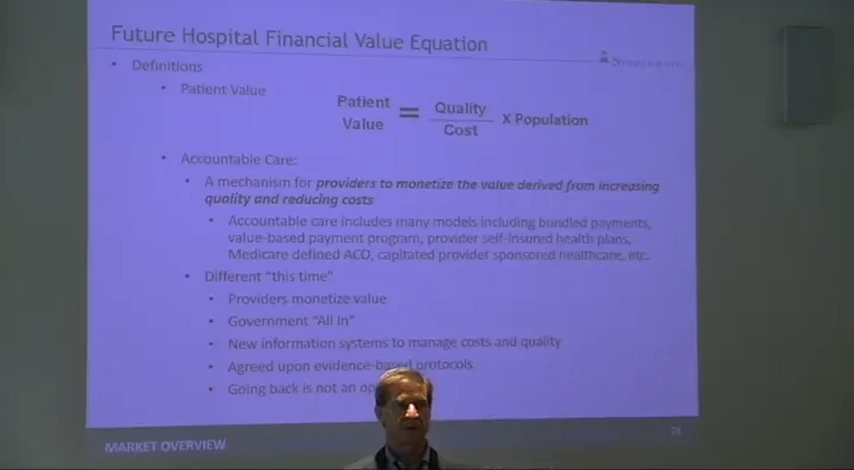 Future Hospital Financial Value Equation
• Definitions
• Patient Value
Patient Value = Quality / Cost X Population
• Accountable Care:
• A mechanism for providers to monetize the value derived from increasing
quality and reducing costs
• Accountable care includes many models including bundled payments,
value-based payment program, provider self-insured health plans,
Medicare defined ACO, capitated provider sponsored healthcare, etc.
• Different "this time"
• Providers monetize value
• Government "All In"
• New information systems to manage costs and quality
• Agreed upon evidence-based protocols
• Going back is not an
MARKET OVERVIEW